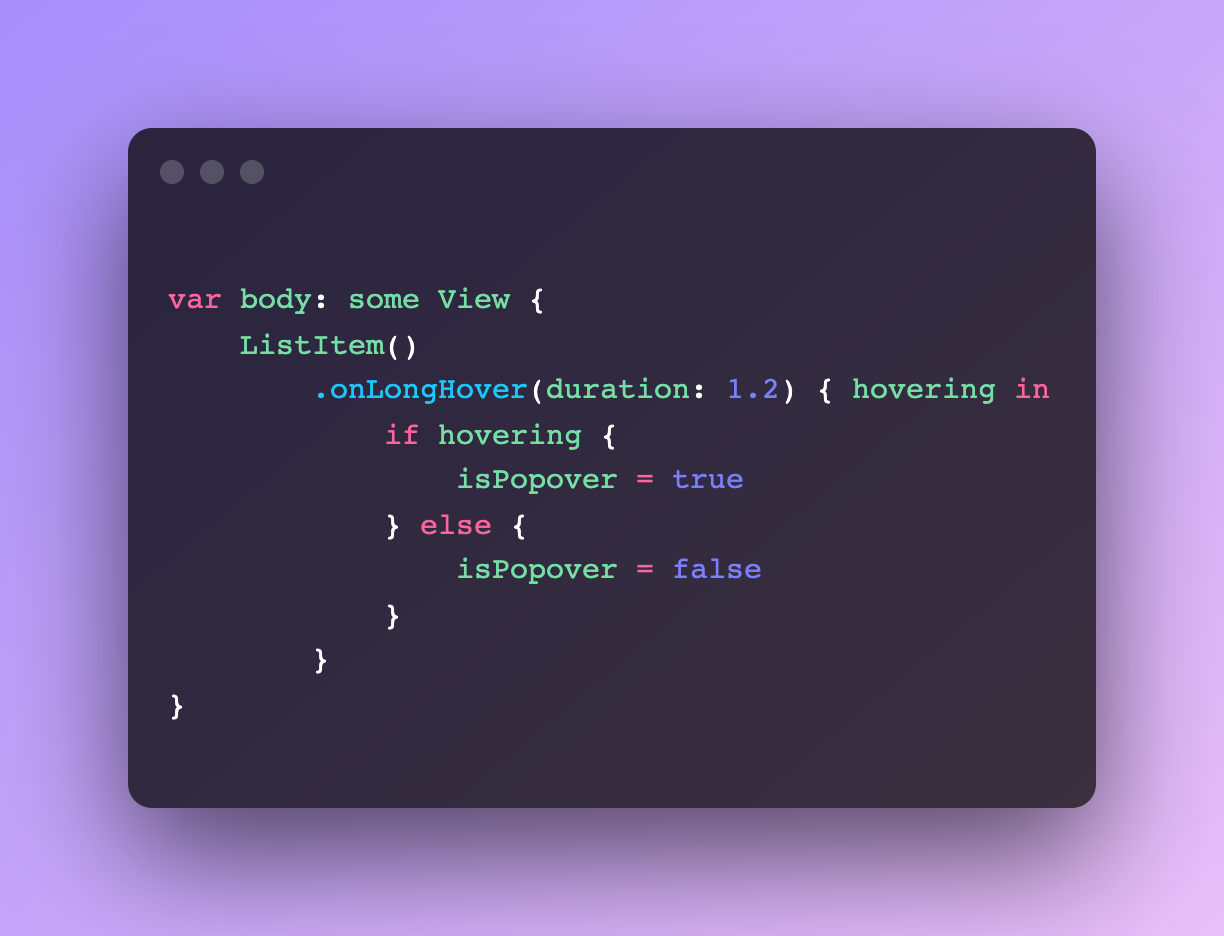 var body: some View {
    ListItem()
        .onLongHover(duration: 1.2) { hovering in
            if hovering {
                isPopover = true
            } else {
                isPopover = false
            }
        }
}